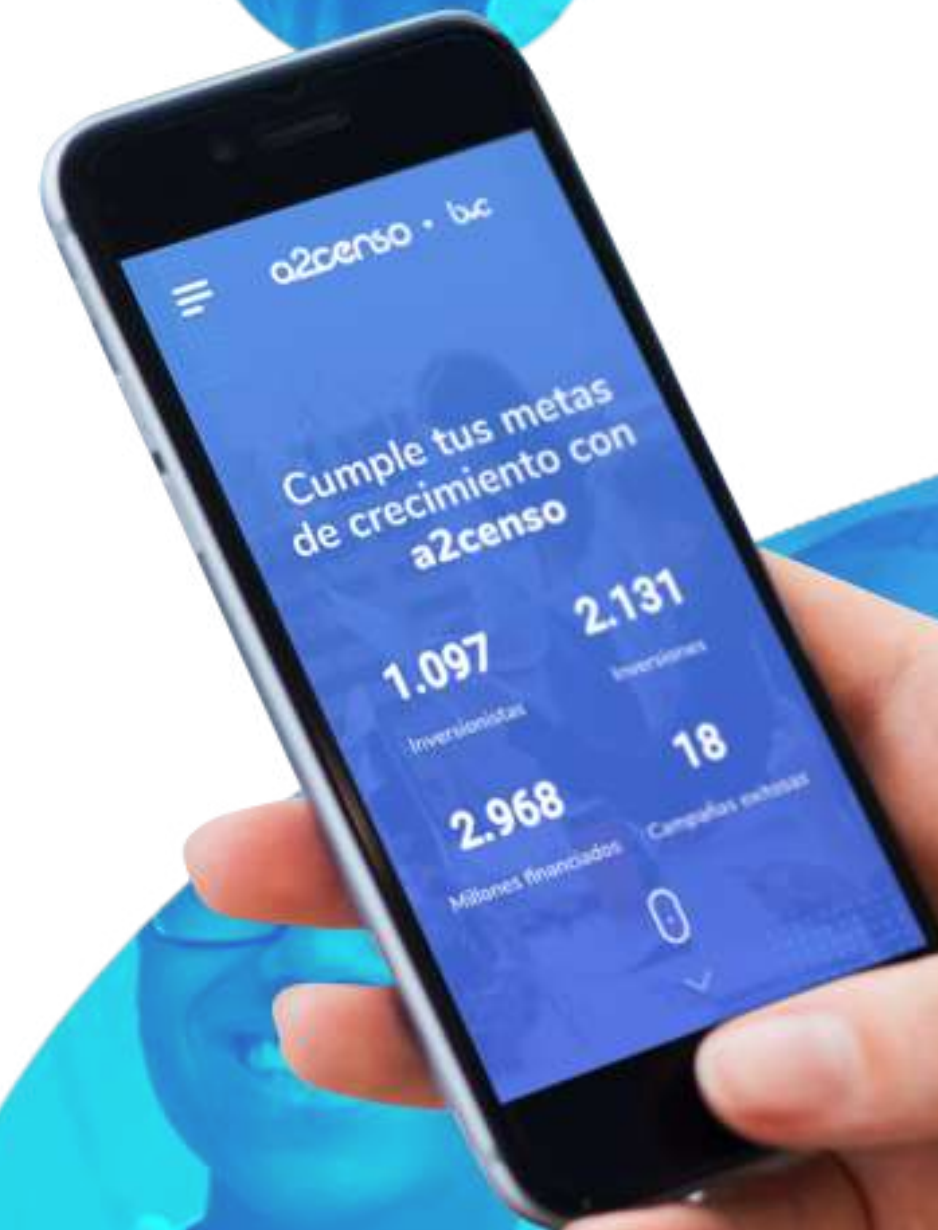 a2censo • bvc
Cumple tus metas
de crecimiento con
a2censo
1.097
Inversionistas
2.131
Inversiones
2.968
Millones financiados
18
Campañas exitosas